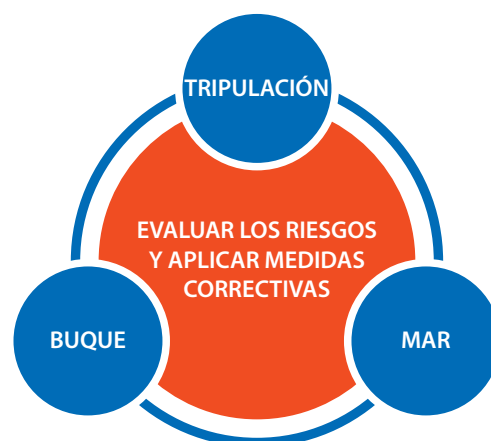 TRIPULACIÓN
EVALUAR LOS RIESGOS
Y APLICAR MEDIDAS
CORRECTIVAS
BUQUE
MAR